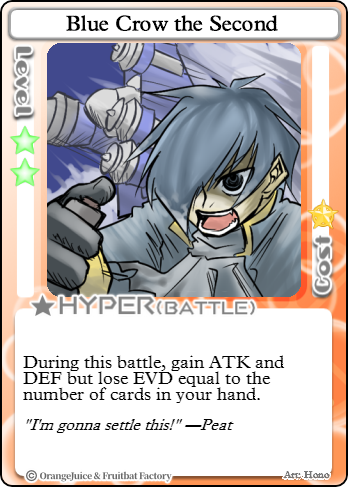 Blue Crow the Second
Level
Cost
HYPER(BATTLE)
During this battle, gain ATK and
DEF but lose EVD equal to the
number of cards in your hand.
"I'm gonna settle this!" —Peat
© OrangeJuice & Fruitbat Factory
Art: Hono